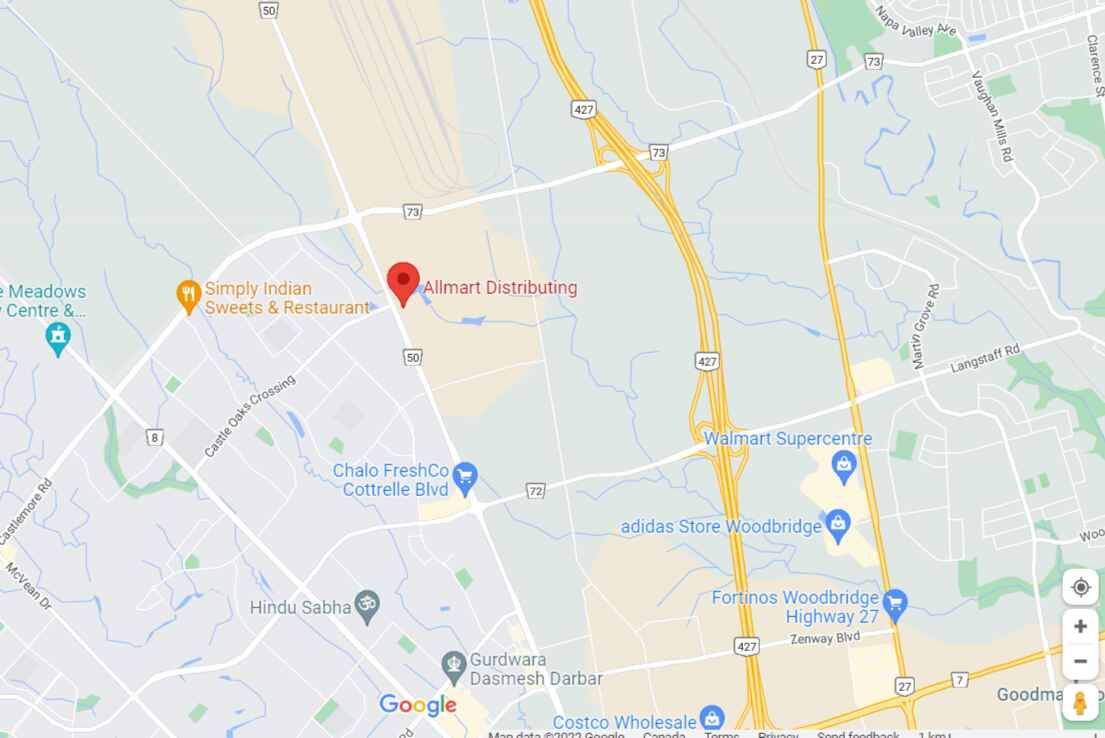 50
Napa Valley Ave
27
73
Clarence St
427
Vaughan Mills Rd
73
73
Simply Indian
Sweets & Restaurant
Allmart Distributing
e Meadows
y Centre &...
50
Martin Grove Rd
Langstaff Rd
427
Castle Oaks Crossing
8
Walmart Supercentre
Chalo FreshCo
Cottrelle Blvd
72
Castlemore Rd
adidas Store Woodbridge
Woo
McVean Dr
Hindu Sabha
Fortinos Woodbridge
Highway 27
Zenway Blvd
427
Gurdwara
Dasmesh Darbar
27
7
Goodma
Google
Costco Wholesale
Rd
Map data ©2022 Google Canada Terms Privacy Send feedback 1 km